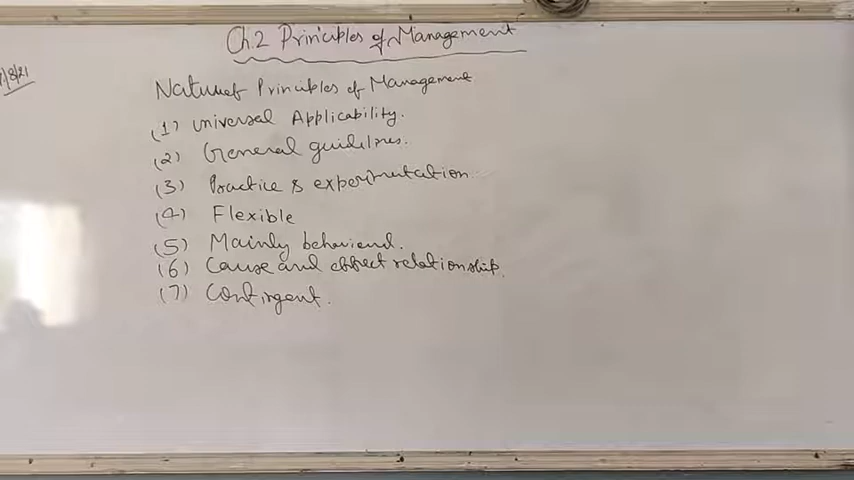 Ch.2 Principles of Management
Nature of Principles of Management
(1) Universal Applicability.
(2) General guidelines.
(3) Practice & experimentation
(4) Flexible
(5) Mainly behavioural.
(6) Cause and effect relationship.
(7) Contingent.